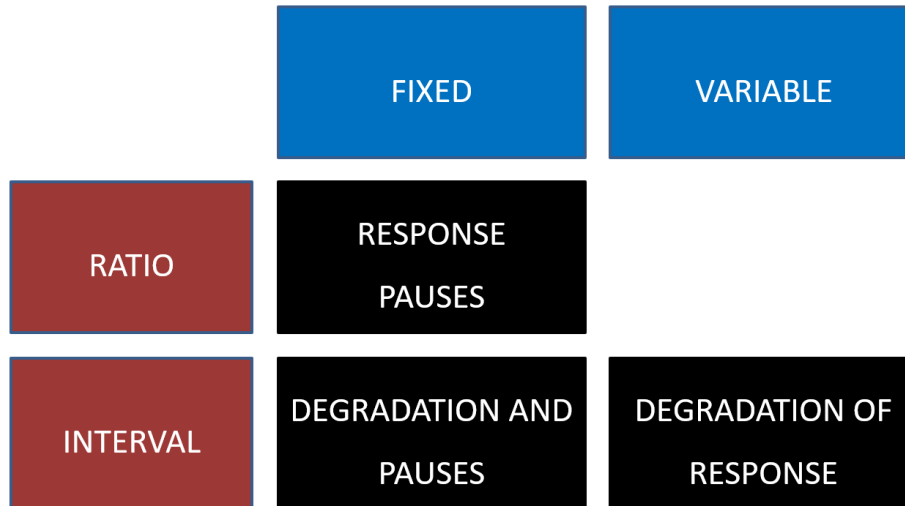 FIXED
VARIABLE
RATIO
RESPONSE
PAUSES
INTERVAL
DEGRADATION AND
PAUSES
DEGRADATION OF
RESPONSE